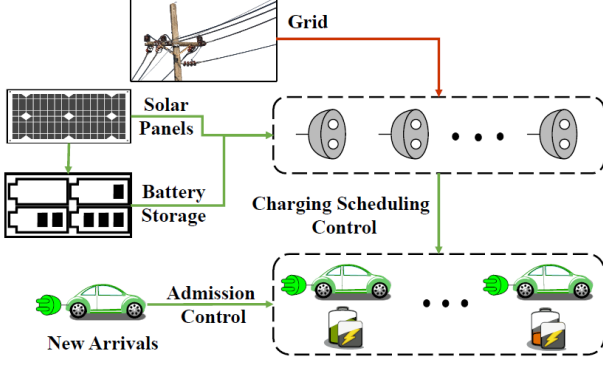 Grid
Solar
Panels
Battery
Storage
Charging Scheduling
Control
Admission
Control
New Arrivals